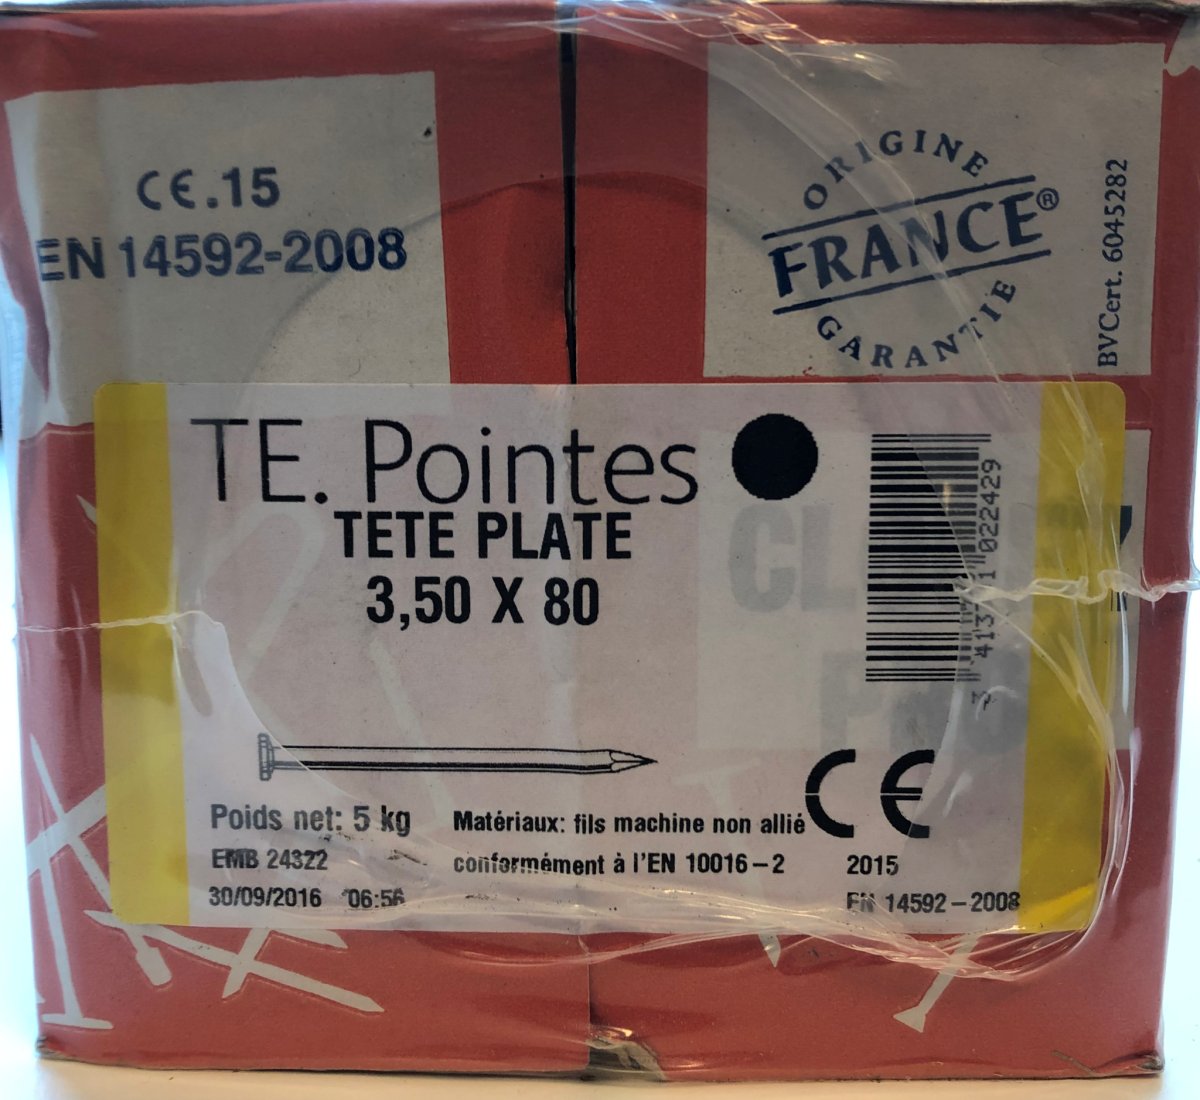 CE.15
EN 14592-2008
ORIGINE
FRANCE®
GARANTIE
BVCert. 6045282
TE. Pointes
TETE PLATE
3,50 X 80
022429
Poids net: 5 kg
EMB 24322
30/09/2016 06:56
Matériaux: fils machine non allié
conformément à l'EN 10016-2
CE
2015
EN 14592-2008